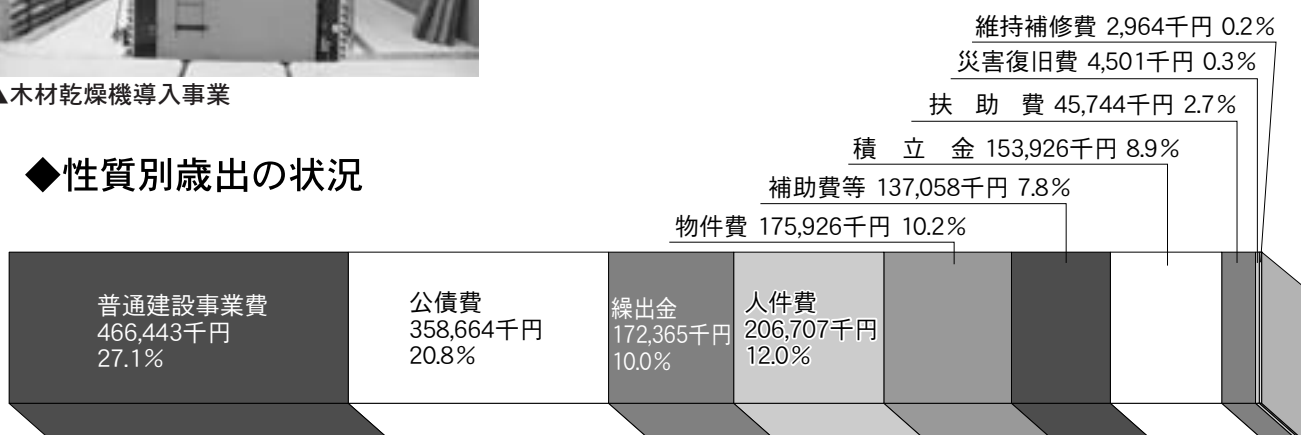 ▲木材乾燥機導入事業
◆性質別歳出の状況
維持補修費 2,964千円 0.2%
災害復旧費 4,501千円 0.3%
扶助費 45,744千円 2.7%
積立金 153,926千円 8.9%
補助費等 137,058千円 7.8%
物件費 175,926千円 10.2%
普通建設事業費
466,443千円
27.1%
公債費
358,664千円
20.8%
繰出金
172,365千円
10.0%
人件費
206,707千円
12.0%